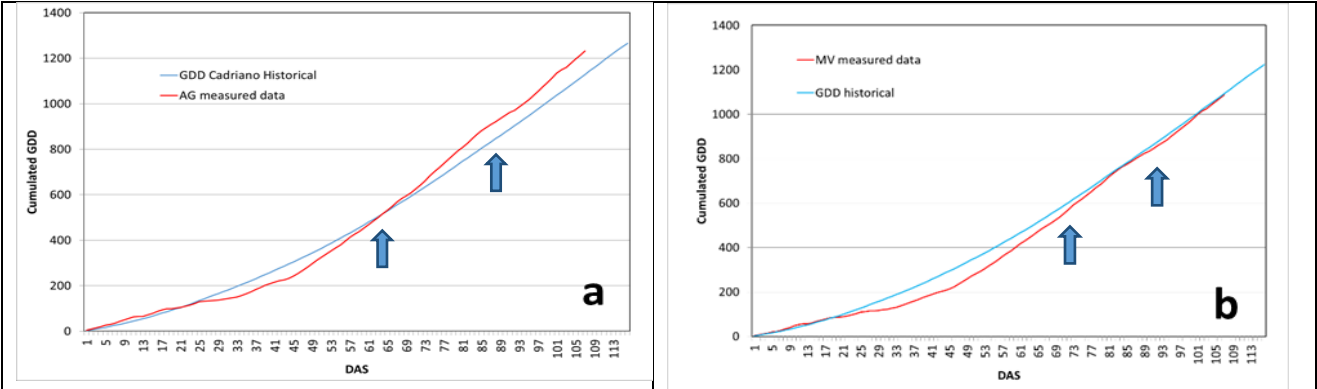 1400
1200
1000
800
600
400
200
0
Cumulated GDD
GDD Cadriano Historical
AG measured data
a
1 5 9 13 17 21 25 29 33 37 41 45 49 53 57 61 65 69 73 77 81 85 89 93 97 101 105 109 113
DAS
1400
1200
1000
800
600
400
200
0
Cumulated GDD
MV measured data
GDD historical
b
1 5 9 13 17 21 25 29 33 37 41 45 49 53 57 61 65 69 73 77 81 85 89 93 97 101 105 109 113
DAS